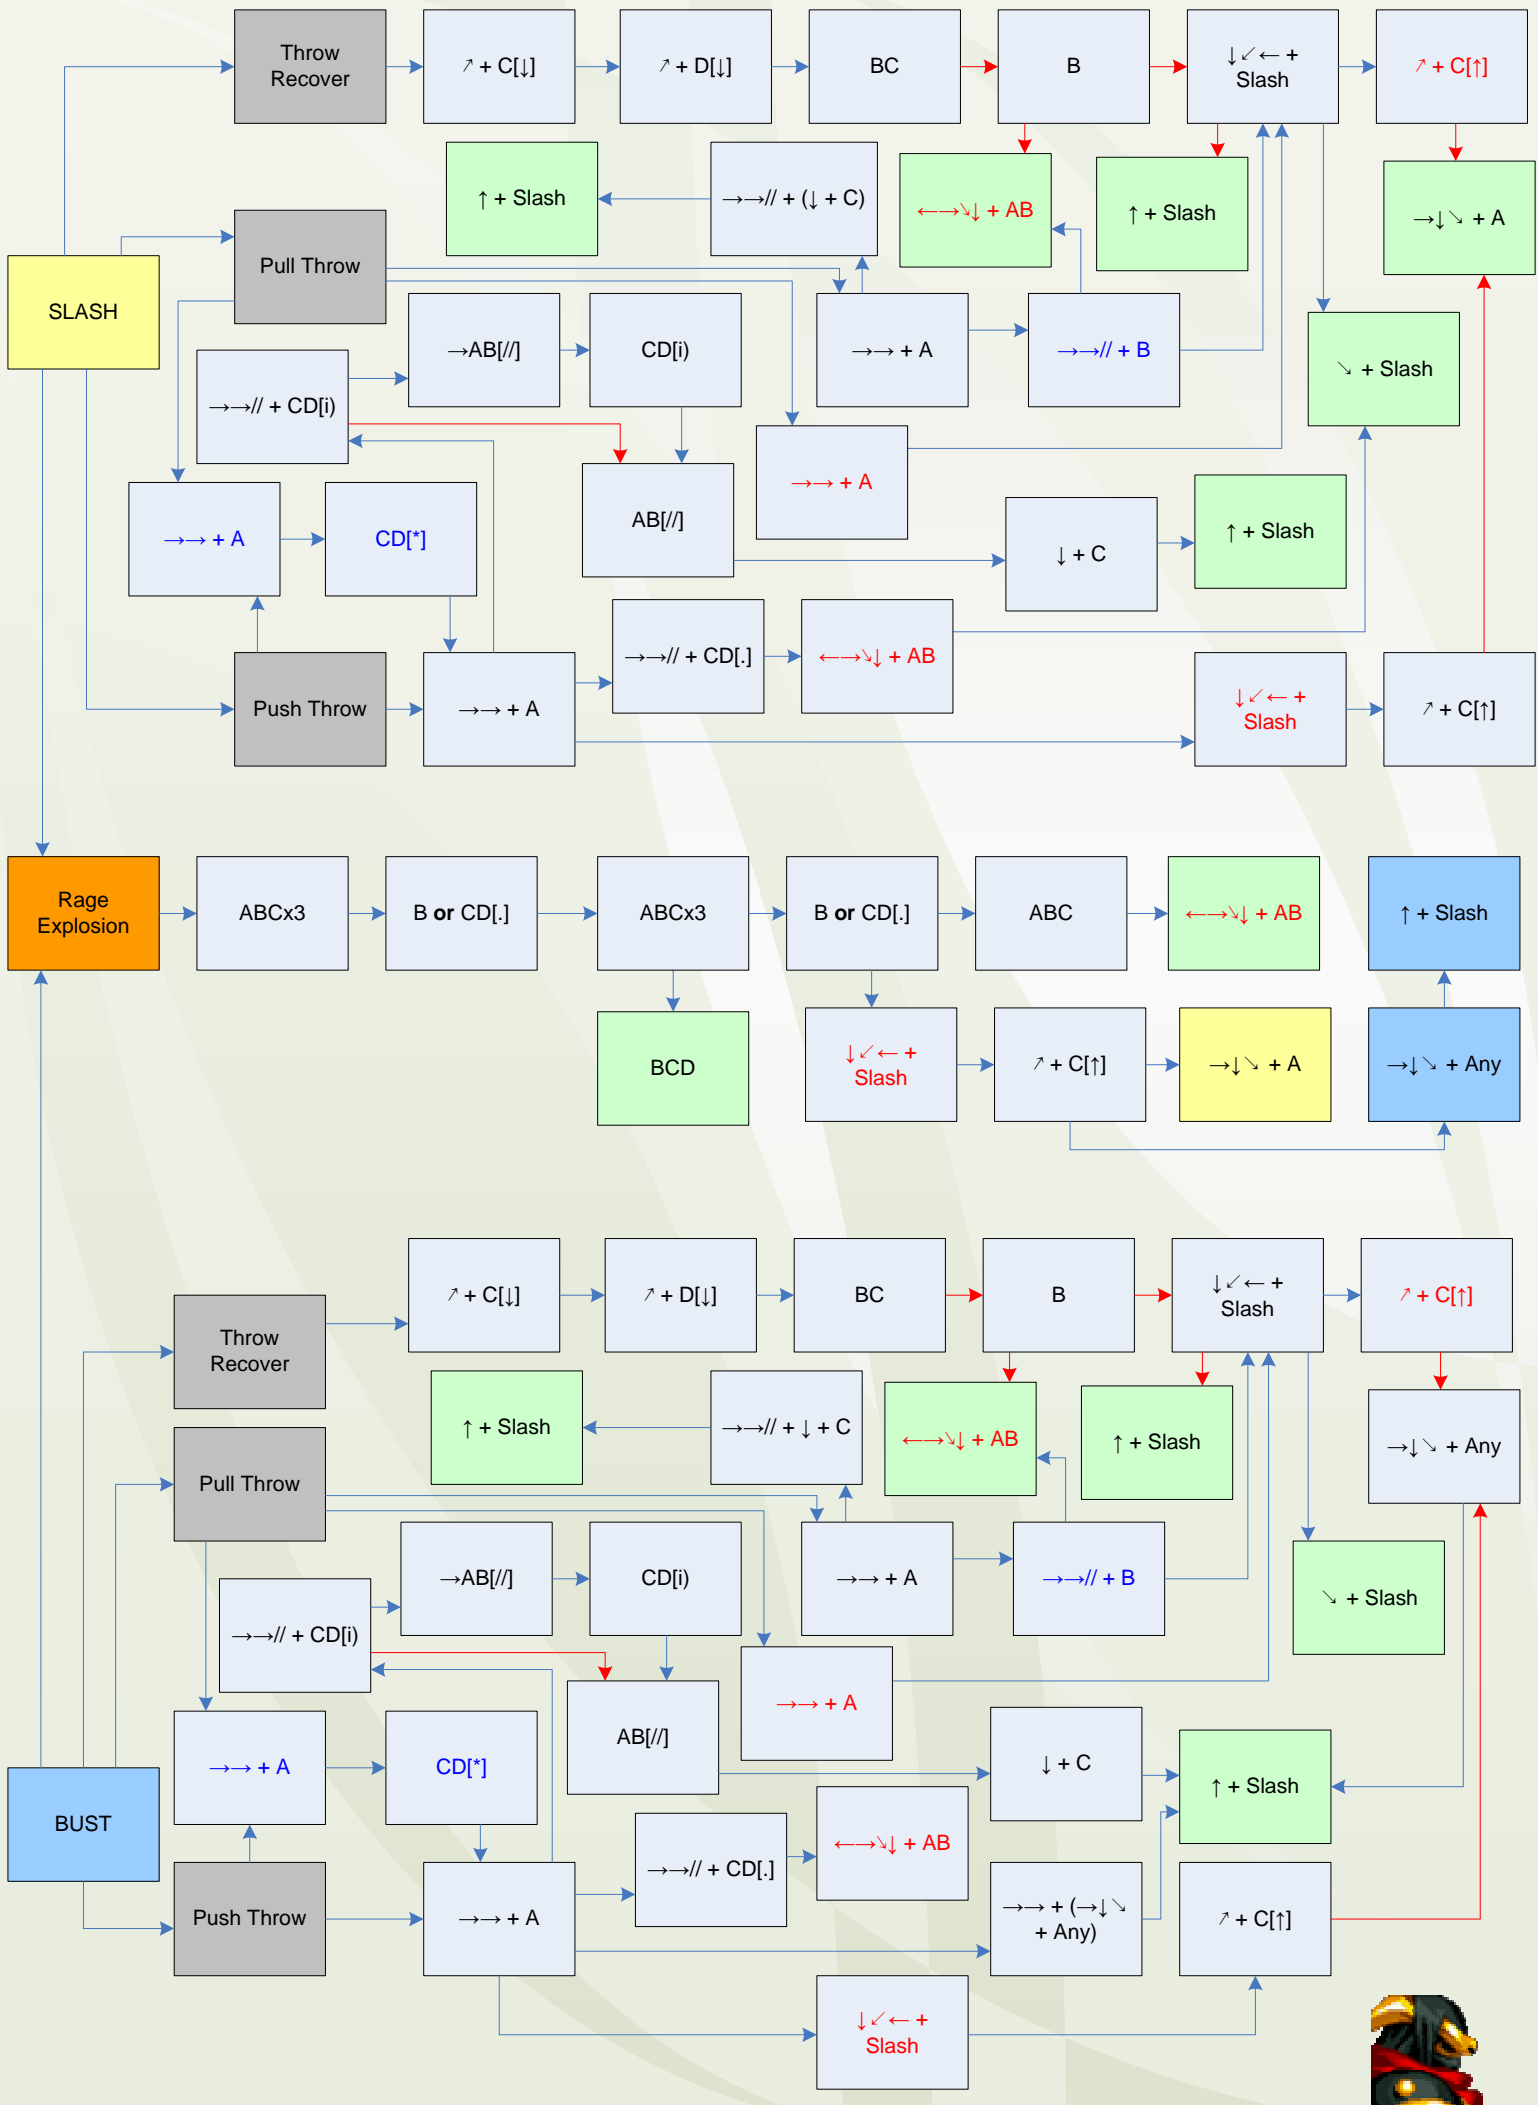 Throw
Recover
↗ + C[↓]
↗ + D[↓]
BC
B
↓↙← +
Slash
↗ + C[↑]
↑ + Slash
→→// + (↓ + C)
←→↘↓ + AB
↑ + Slash
→↓↘ + A
Pull Throw
SLASH
→AB[//]
CD[i)
→→ + A
→→// + B
↘ + Slash
→→// + CD[i)
→→ + A
AB[//]
→→ + A
CD[*]
↑ + Slash
↓ + C
→→// + CD[.]
←→↘↓ + AB
Push Throw
→→ + A
↓↙← +
Slash
↗ + C[↑]
Rage
Explosion
ABCx3
B or CD[.]
ABCx3
B or CD[.]
ABC
←→↘↓ + AB
↑ + Slash
BCD
↓↙← +
Slash
↗ + C[↑]
→↓↘ + A
→↓↘ + Any
↗ + C[↓]
↗ + D[↓]
BC
B
↓↙← +
Slash
↗ + C[↑]
Throw
Recover
↑ + Slash
→→// + ↓ + C
←→↘↓ + AB
↑ + Slash
→↓↘ + Any
Pull Throw
→AB[//]
CD[i)
→→ + A
→→// + B
↘ + Slash
→→// + CD[i)
→→ + A
AB[//]
→→ + A
CD[*]
↓ + C
↑ + Slash
BUST
→→// + CD[.]
←→↘↓ + AB
Push Throw
→→ + A
→→ + (→↓↘
+ Any)
↗ + C[↑]
↓↙← +
Slash